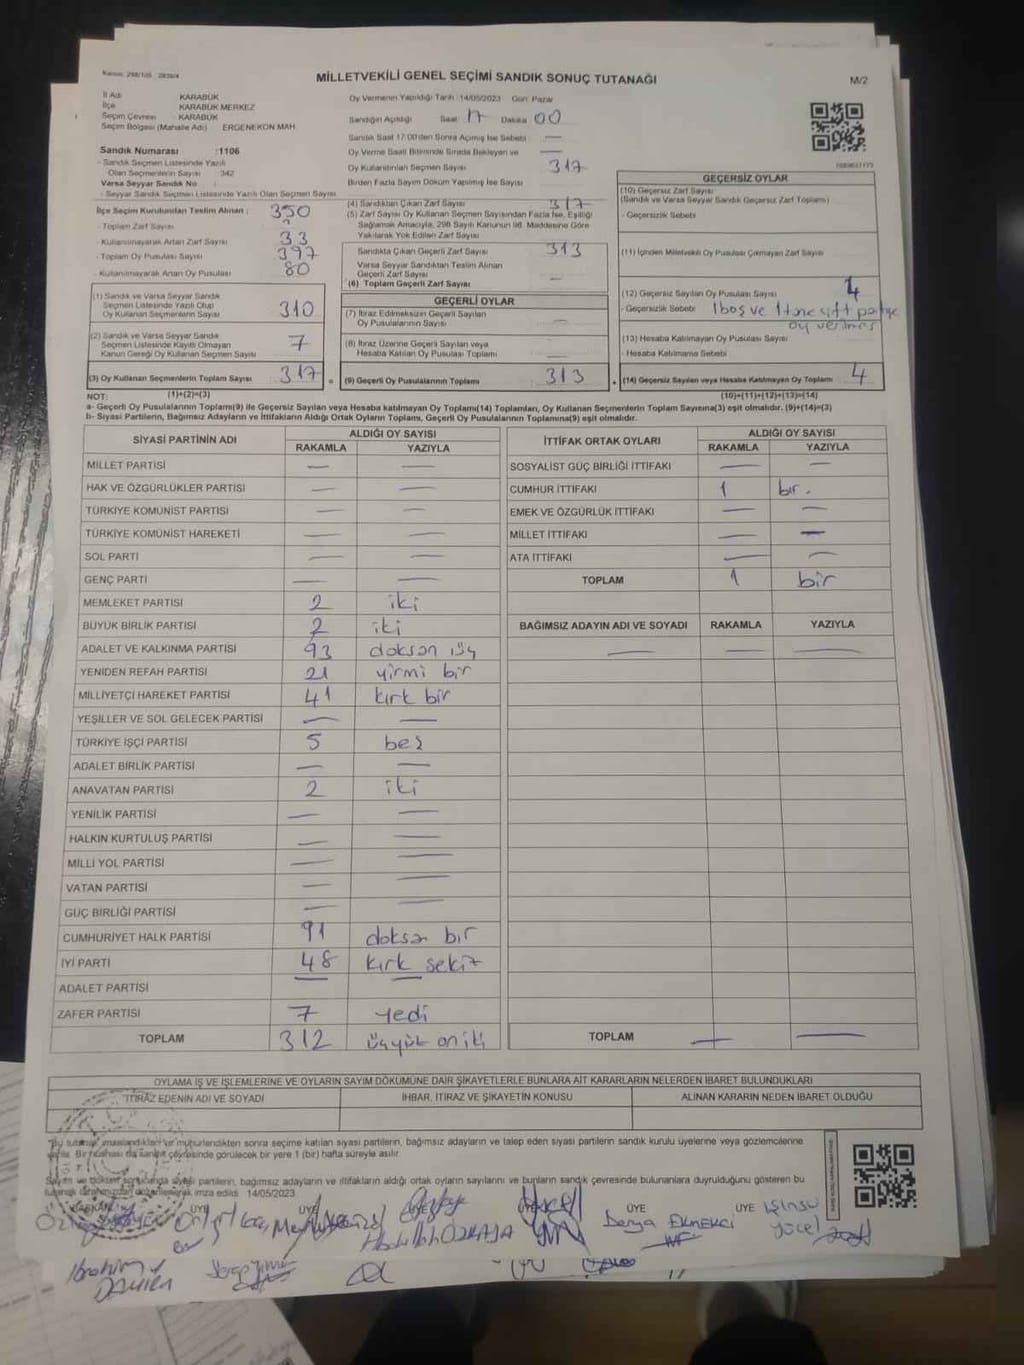 Kanun: 298/105 2839/4
MİLLETVEKİLİ GENEL SEÇİMİ SANDIK SONUÇ TUTANAĞI
M/2
İl Adı : KARABÜK
İlçe : KARABÜK MERKEZ
Seçim Çevresi : KARABÜK
Seçim Bölgesi (Mahalle Adı) : ERGENEKON MAH.
Sandık Numarası :1106
- Sandık Seçmen Listesinde Yazılı
Olan Seçmenlerin Sayısı : 342
Varsa Seyyar Sandık No :
- Seyyar Sandık Seçmen Listesinde Yazılı Olan Seçmen Sayısı
Oy Vermenin Yapıldığı Tarih :14/05/2023 Gün: Pazar
Sandığın Açıldığı Saat 17 Dakika 00
Sandık Saat 17:00'den Sonra Açılmış İse Sebebi —
Oy Verme Saati Bitiminde Sırada Bekleyen ve —
Oy Kullandırılan Seçmen Sayısı 317
Birden Fazla Sayım Döküm Yapılmış İse Sayısı
İlçe Seçim Kurulundan Teslim Alınan : 350
- Toplam Zarf Sayısı
- Kullanılmayarak Artan Zarf Sayısı 33
- Toplam Oy Pusulası Sayısı 397
- Kullanılmayarak Artan Oy Pusulası 80
(1) Sandık ve Varsa Seyyar Sandık
Seçmen Listesinde Yazılı Olup
Oy Kullanan Seçmenlerin Sayısı 310
(2) Sandık ve Varsa Seyyar Sandık
Seçmen Listesinde Kayıtlı Olmayan
Kanun Gereği Oy Kullanan Seçmen Sayısı 7
(3) Oy Kullanan Seçmenlerin Toplam Sayısı 317
(1)+(2)=(3)
(4) Sandıktan Çıkan Zarf Sayısı 317
(5) Zarf Sayısı Oy Kullanan Seçmen Sayısından Fazla İse, Eşitliği
Sağlamak Amacıyla, 298 Sayılı Kanunun 98. Maddesine Göre
Yakılarak Yok Edilen Zarf Sayısı
Sandıkta Çıkan Geçerli Zarf Sayısı 313
Varsa Seyyar Sandıktan Teslim Alınan
Geçerli Zarf Sayısı —
(6) Toplam Geçerli Zarf Sayısı
GEÇERLİ OYLAR
(7) İtiraz Edilmeksizin Geçerli Sayılan
Oy Pusulalarının Sayısı —
(8) İtiraz Üzerine Geçerli Sayılan veya
Hesaba Katılan Oy Pusulası Toplamı —
= (9) Geçerli Oy Pusulalarının Toplamı 313
GEÇERSİZ OYLAR
(10) Geçersiz Zarf Sayısı
(Sandık ve Varsa Seyyar Sandık Geçersiz Zarf Toplamı)
- Geçersizlik Sebebi
(11) İçinden Milletvekili Oy Pusulası Çıkmayan Zarf Sayısı
(12) Geçersiz Sayılan Oy Pusulası Sayısı 4
- Geçersizlik Sebebi 1 boş ve 1 tane çift
oy verilmes
(13) Hesaba Katılmayan Oy Pusulası Sayısı
- Hesaba Katılmama Sebebi
+ (14) Geçersiz Sayılan veya Hesaba Katılmayan Oy Toplamı 4
(10)+(11)+(12)+(13)=(14)
NOT:
a- Geçerli Oy Pusulalarının Toplamı(9) ile Geçersiz Sayılan veya Hesaba katılmayan Oy Toplamı(14) Toplamları, Oy Kullanan Seçmenlerin Toplam Sayısına(3) eşit olmalıdır. (9)+(14)=(3)
b- Siyasi Partilerin, Bağımsız Adayların ve İttifakların Aldığı Ortak Oyların Toplamı, Geçerli Oy Pusulalarının Toplamına(9) eşit olmalıdır.
SİYASİ PARTİNİN ADI ALDIĞI OY SAYISI
RAKAMLA YAZIYLA
MİLLET PARTİSİ — —
HAK VE ÖZGÜRLÜKLER PARTİSİ — —
TÜRKİYE KOMÜNİST PARTİSİ — —
TÜRKİYE KOMÜNİST HAREKETİ — —
SOL PARTİ — —
GENÇ PARTİ — —
MEMLEKET PARTİSİ 2 iki
BÜYÜK BİRLİK PARTİSİ 2 iki
ADALET VE KALKINMA PARTİSİ 93 doksan üç
YENİDEN REFAH PARTİSİ 21 yirmi bir
MİLLİYETÇİ HAREKET PARTİSİ 41 kırk bir
YEŞİLLER VE SOL GELECEK PARTİSİ — —
TÜRKİYE İŞÇİ PARTİSİ 5 beş
ADALET BİRLİK PARTİSİ — —
ANAVATAN PARTİSİ 2 iki
YENİLİK PARTİSİ — —
HALKIN KURTULUŞ PARTİSİ — —
MİLLİ YOL PARTİSİ — —
VATAN PARTİSİ — —
GÜÇ BİRLİĞİ PARTİSİ — —
CUMHURİYET HALK PARTİSİ 91 doksan bir
İYİ PARTİ 48 kırk sekiz
ADALET PARTİSİ — —
ZAFER PARTİSİ 7 yedi
TOPLAM 312 üçyüz on iki
İTTİFAK ORTAK OYLARI ALDIĞI OY SAYISI
RAKAMLA YAZIYLA
SOSYALİST GÜÇ BİRLİĞİ İTTİFAKI — —
CUMHUR İTTİFAKI 1 bir.
EMEK VE ÖZGÜRLÜK İTTİFAKI — —
MİLLET İTTİFAKI — —
ATA İTTİFAKI — —
TOPLAM 1 bir
BAĞIMSIZ ADAYIN ADI VE SOYADI RAKAMLA YAZIYLA
— — —
TOPLAM — —
OYLAMA İŞ VE İŞLEMLERİNE VE OYLARIN SAYIM DÖKÜMÜNE DAİR ŞİKAYETLERLE BUNLARA AİT KARARLARIN NELERDEN İBARET BULUNDUKLARI
İTİRAZ EDENİN ADI VE SOYADI İHBAR, İTİRAZ VE ŞİKAYETİN KONUSU ALINAN KARARIN NEDEN İBARET OLDUĞU
"Bu tutanak imzalandıktan ve mühürlendikten sonra seçime katılan siyasi partilerin, bağımsız adayların ve talep eden siyasi partilerin sandık kurulu üyelerine veya gözlemcilerine
verilir. Bir nüshası da sandık çevresinde görülecek bir yere 1 (bir) hafta süreyle asılır.
Sayım ve döküm sonucunda siyasi partilerin, bağımsız adayların ve ittifakların aldığı ortak oyların sayılarını ve bunların sandık çevresinde bulunanlara duyrulduğunu gösteren bu
tutanak tarafımızdan düzenlenerek imza edildi. 14/05/2023
BAŞKAN ÜYE ÜYE ÜYE ÜYE
Abdullah ÖZKAYA Derya EKMEKCİ Işınsu
Yücel
İbrahim